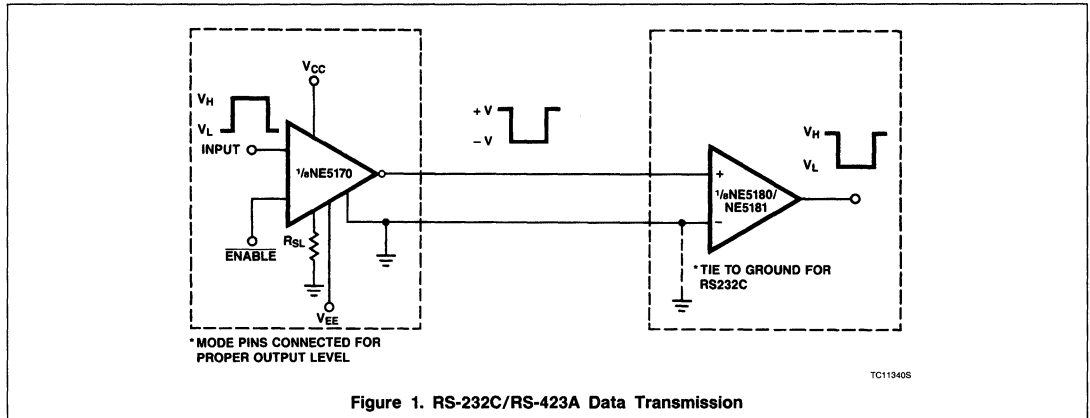 VCC
VH
VL
INPUT
1/8NE5170
ENABLE
RSL
VEE
* MODE PINS CONNECTED FOR
PROPER OUTPUT LEVEL
+ V
– V
+
1/8NE5180/
NE5181
–
VH
VL
* TIE TO GROUND FOR
RS232C
TC11340S
Figure 1. RS-232C/RS-423A Data Transmission